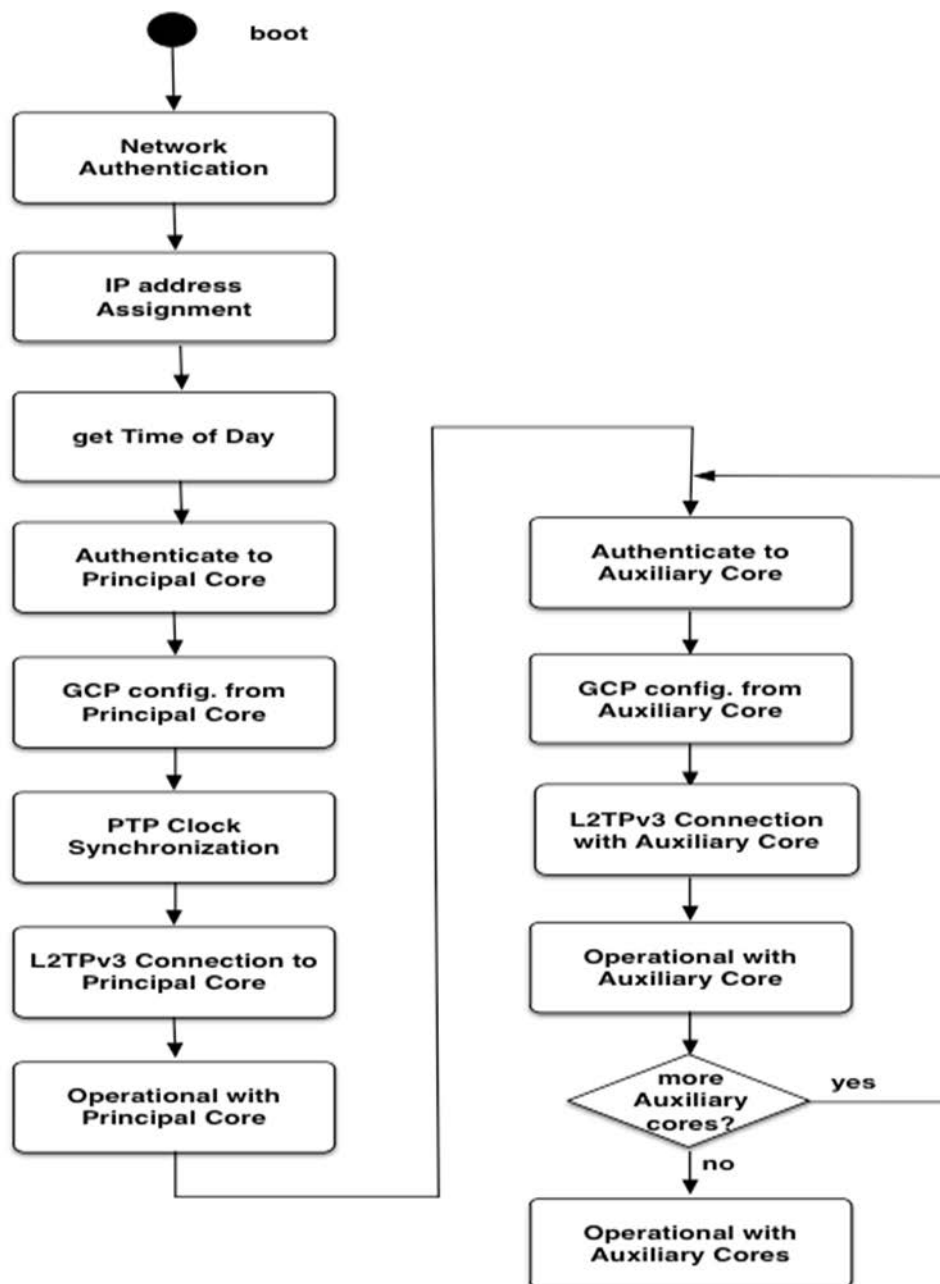 boot
Network
Authentication
IP address
Assignment
get Time of Day
Authenticate to
Principal Core
GCP config. from
Principal Core
PTP Clock
Synchronization
L2TPv3 Connection to
Principal Core
Operational with
Principal Core
Authenticate to
Auxiliary Core
GCP config. from
Auxiliary Core
L2TPv3 Connection
with Auxiliary Core
Operational with
Auxiliary Core
more
Auxiliary
cores?
yes
no
Operational with
Auxiliary Cores